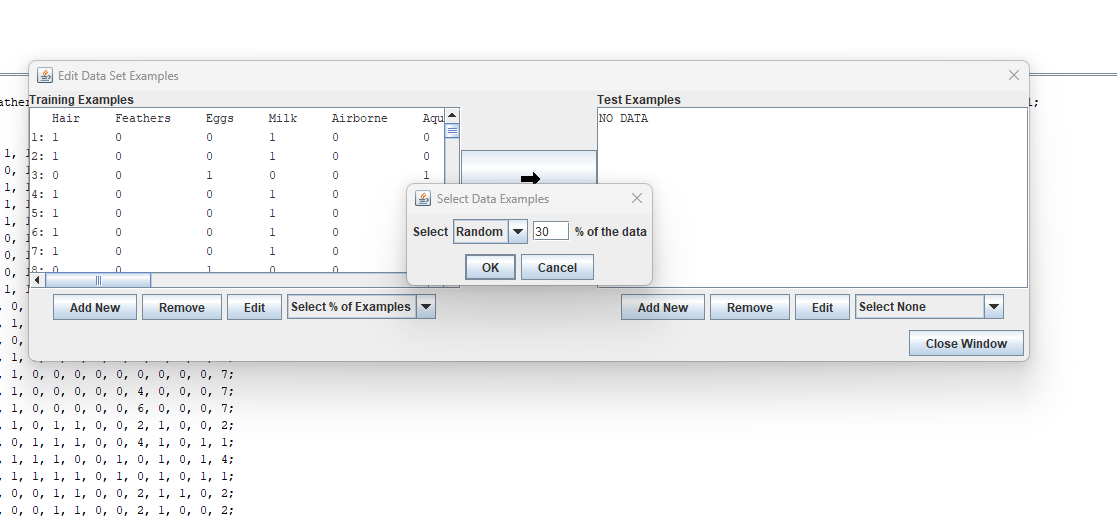 Edit Data Set Examples
Training Examples
Hair Feathers Eggs Milk Airborne Aqu
1: 1 0 0 1 0 0
2: 1 0 0 1 0 0
3: 0 0 1 0 0 1
4: 1 0 0 1 0
5: 1 0 0 1 0
6: 1 0 0 1 0
7: 1 0 0 1 0
8: 0 0 1 0 0
Add New Remove Edit Select % of Examples
Test Examples
NO DATA
Add New Remove Edit Select None
Close Window
Select Data Examples
Select Random 30 % of the data
OK Cancel
ather
1;
1,
0,
1,
1,
1,
0,
0,
0,
1,
, 0,
, 1,
, 0,
, 1,
, 1, 0, 0, 0, 0, 0, 0, 0, 0, 0, 7;
, 1, 0, 0, 0, 0, 0, 4, 0, 0, 0, 7;
, 1, 0, 0, 0, 0, 0, 6, 0, 0, 0, 7;
, 1, 0, 1, 1, 0, 0, 2, 1, 0, 0, 2;
, 0, 1, 1, 1, 0, 0, 4, 1, 0, 1, 1;
, 1, 1, 1, 0, 0, 1, 0, 1, 0, 1, 4;
, 1, 1, 1, 1, 0, 1, 0, 1, 0, 1, 1;
, 0, 0, 1, 1, 0, 0, 2, 1, 1, 0, 2;
, 0, 0, 1, 1, 0, 0, 2, 1, 0, 0, 2;